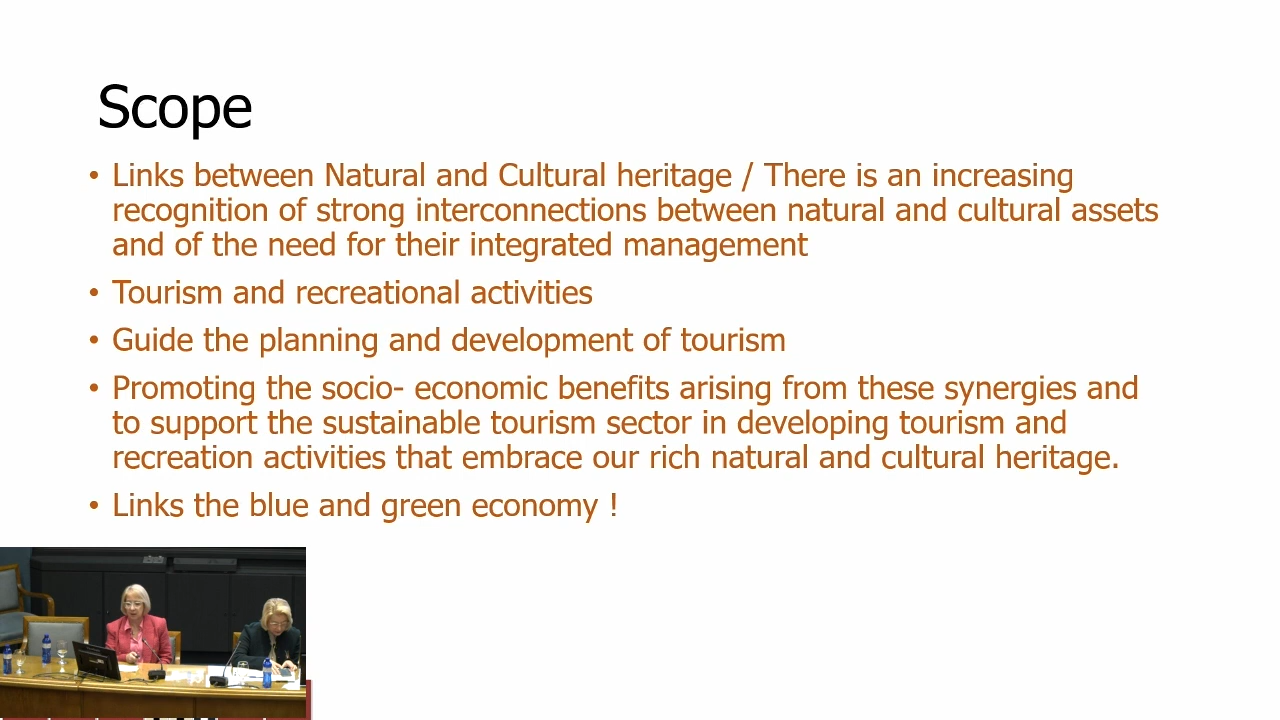 Scope
• Links between Natural and Cultural heritage / There is an increasing
recognition of strong interconnections between natural and cultural assets
and of the need for their integrated management
• Tourism and recreational activities
• Guide the planning and development of tourism
• Promoting the socio- economic benefits arising from these synergies and
to support the sustainable tourism sector in developing tourism and
recreation activities that embrace our rich natural and cultural heritage.
• Links the blue and green economy !